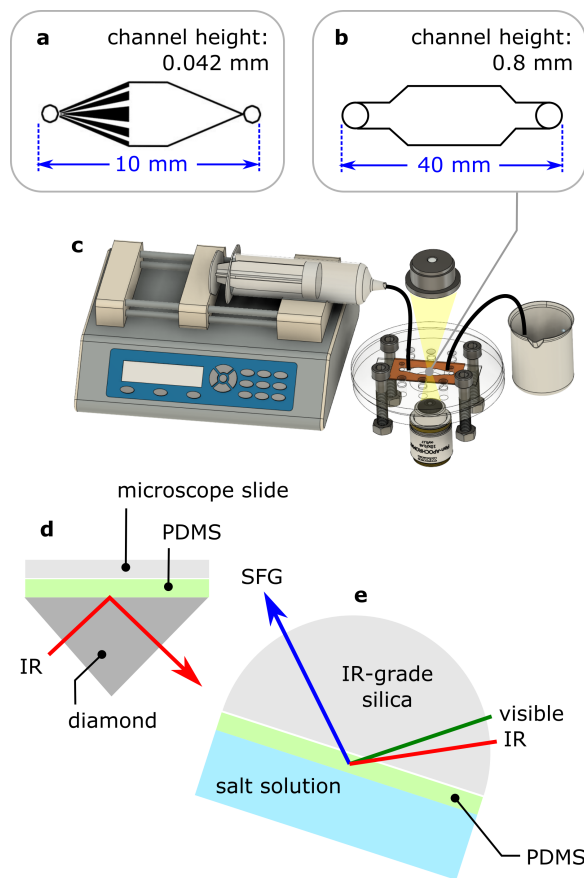 a
channel height:
0.042 mm
10 mm
b
channel height:
0.8 mm
40 mm
c
d
microscope slide
PDMS
IR
diamond
e
SFG
IR-grade
silica
visible
IR
salt solution
PDMS